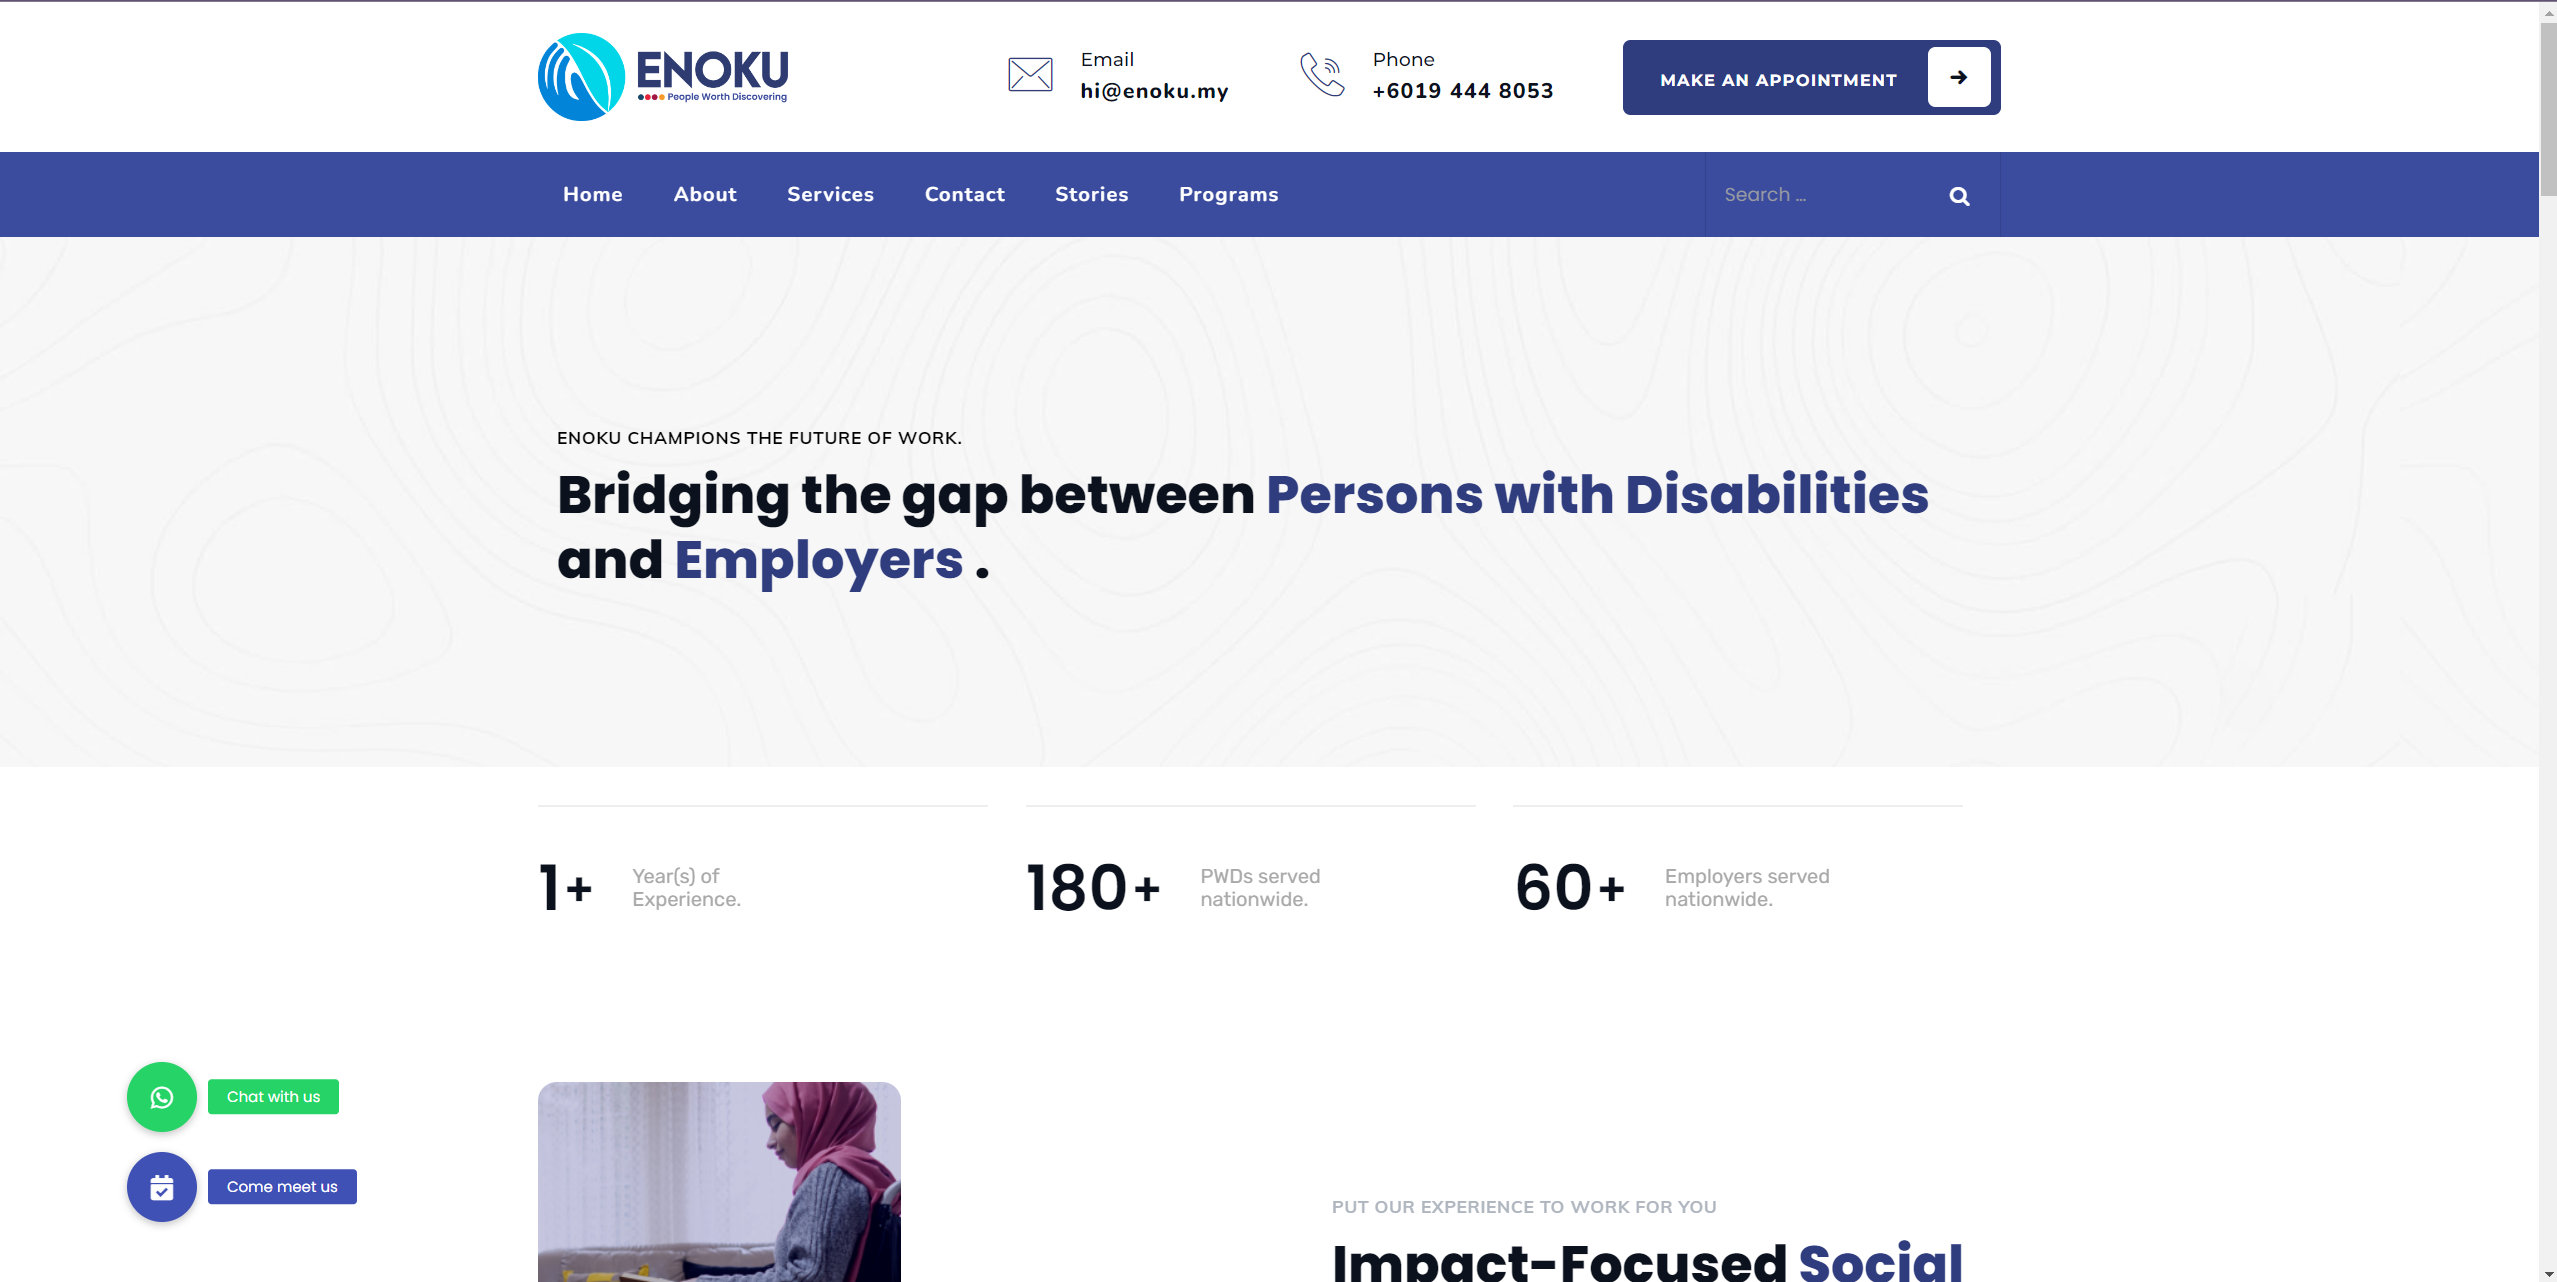 ENOKU
People Worth Discovering
Email
hi@enoku.my
Phone
+6019 444 8053
MAKE AN APPOINTMENT
Home About Services Contact Stories Programs
Search ...
ENOKU CHAMPIONS THE FUTURE OF WORK.
Bridging the gap between Persons with Disabilities
and Employers .
1+
Year(s) of
Experience.
180+
PWDs served
nationwide.
60+
Employers served
nationwide.
Chat with us
Come meet us
PUT OUR EXPERIENCE TO WORK FOR YOU
Impact-Focused Social